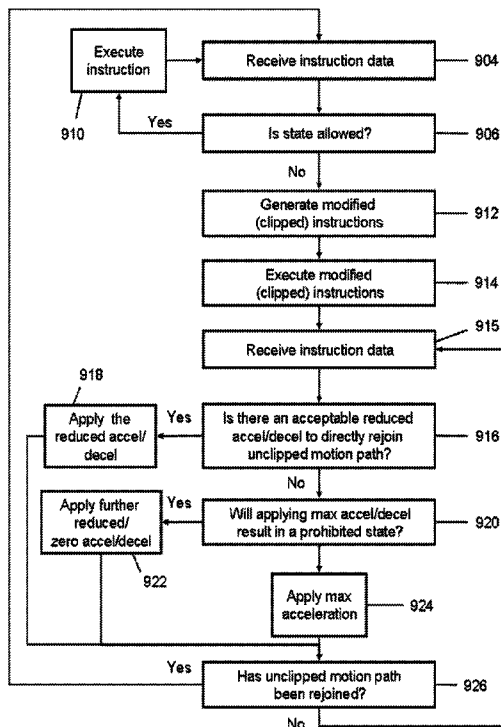 Execute
instruction
910
Receive instruction data
904
Yes
Is state allowed?
906
No
Generate modified
(clipped) instructions
912
Execute modified
(clipped) instructions
914
915
Receive instruction data
918
Apply the
reduced accel/
decel
Yes
Is there an acceptable reduced
accel/decel to directly rejoin
unclipped motion path?
916
No
Apply further
reduced/
zero accel/decel
922
Yes
Will applying max accel/decel
result in a prohibited state?
920
Apply max
acceleration
924
Yes
Has unclipped motion path
been rejoined?
926
No